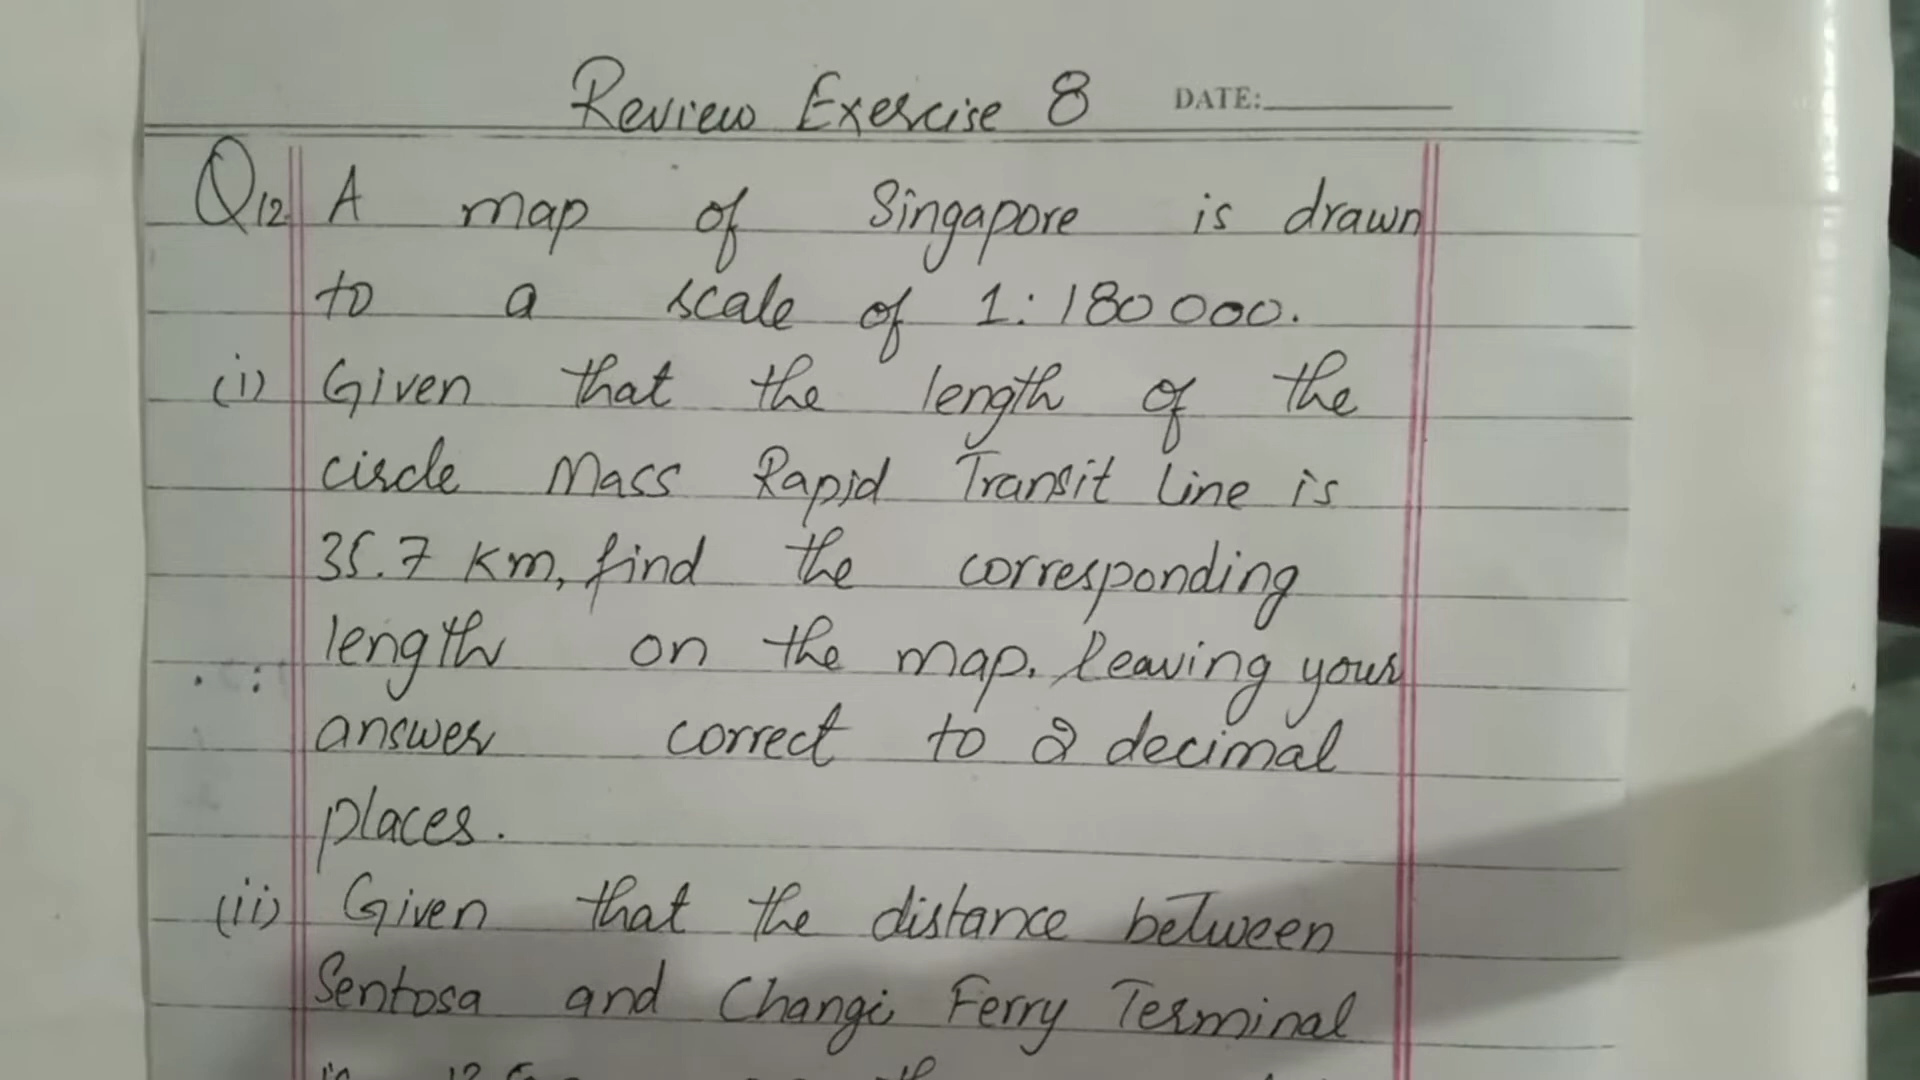 Review Exercise 8 DATE:
Q12. A map of Singapore is drawn
to a scale of 1:180 000.
(i) Given that the length of the
circle Mass Rapid Transit Line is
35.7 km, find the corresponding
length on the map. leaving your
answer correct to 2 decimal
places.
(ii) Given that the distance between
Sentosa and Changi Ferry Terminal